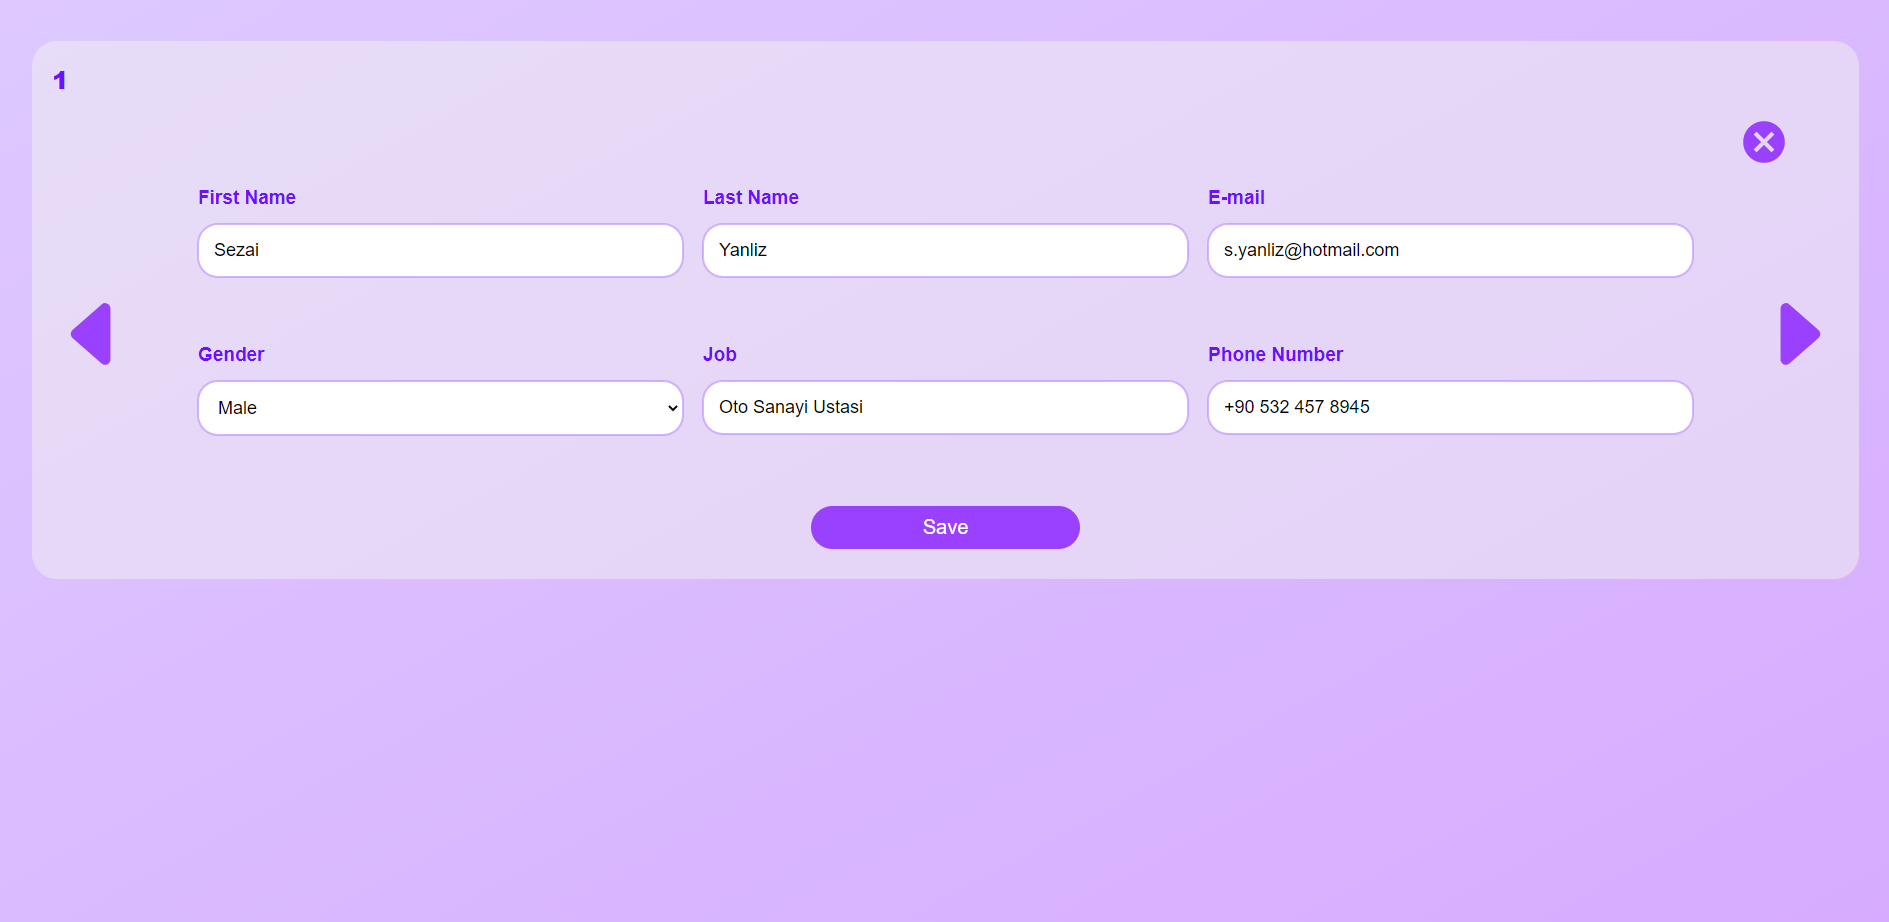 1
First Name
Last Name
E-mail
Sezai
Yanliz
s.yanliz@hotmail.com
Gender
Job
Phone Number
Male
Oto Sanayi Ustasi
+90 532 457 8945
Save